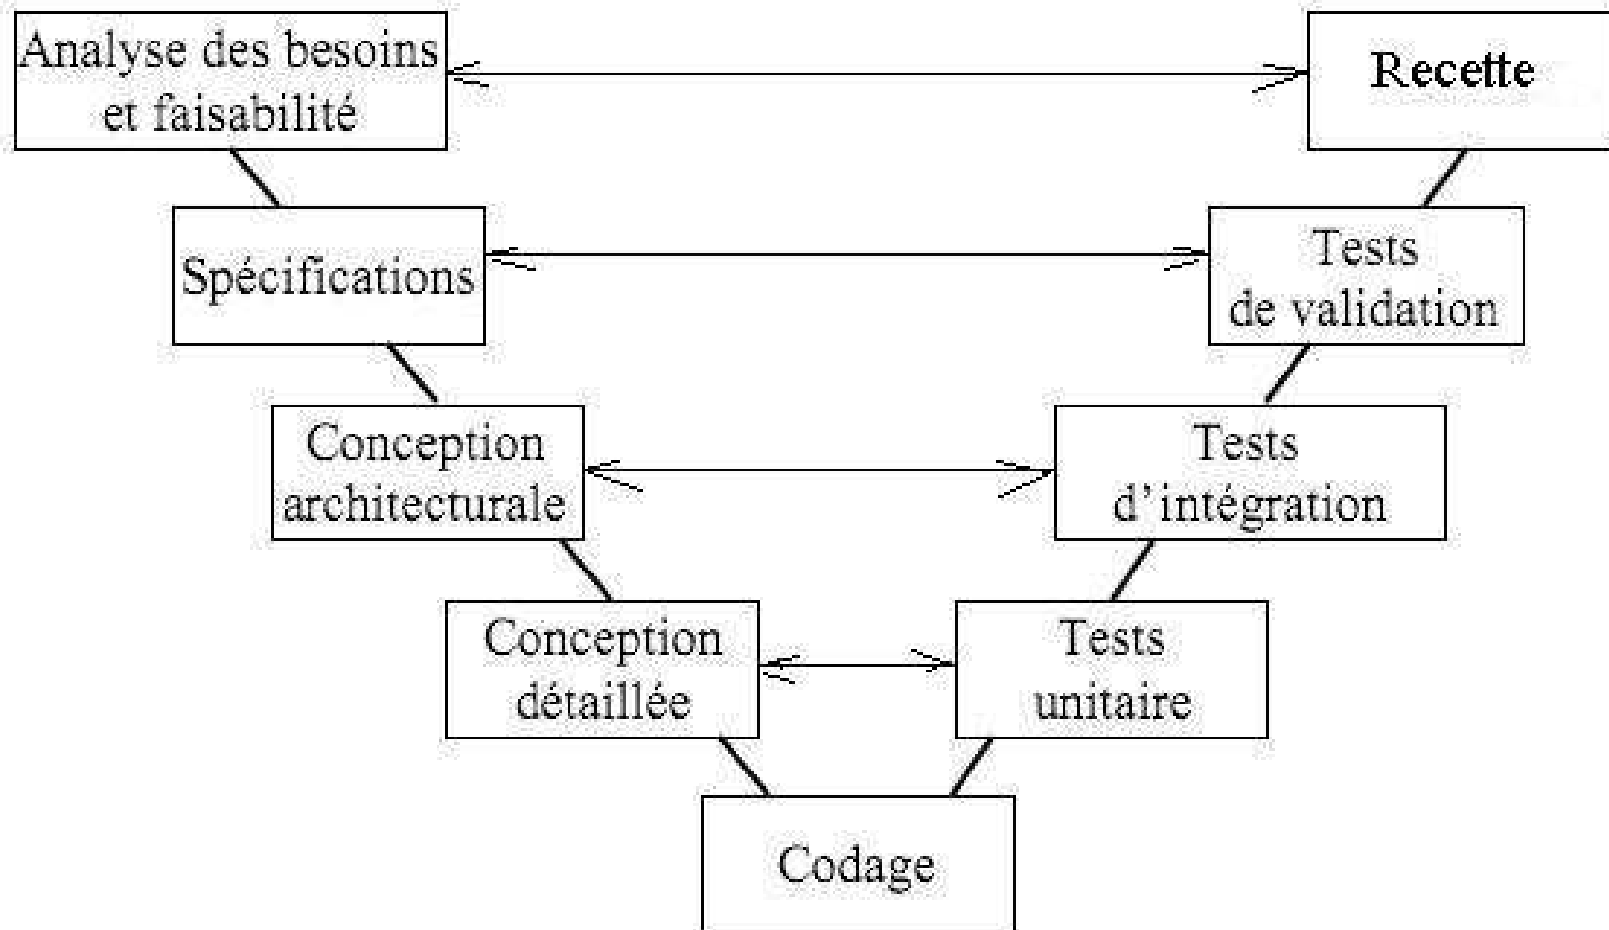 Analyse des besoins
et faisabilité
Recette
Spécifications
Tests
de validation
Conception
architecturale
Tests
d’intégration
Conception
détaillée
Tests
unitaire
Codage